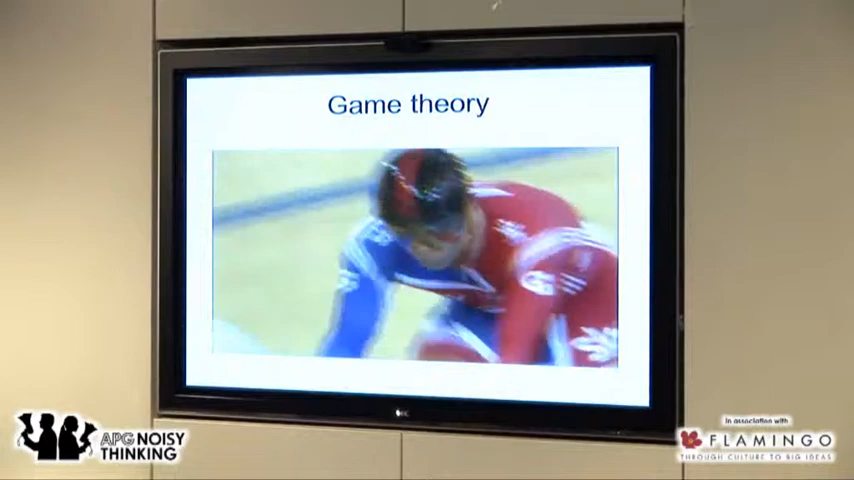 Game theory
APG NOISY
THINKING
In association with
FLAMINGO
THROUGH CULTURE TO BIG IDEAS